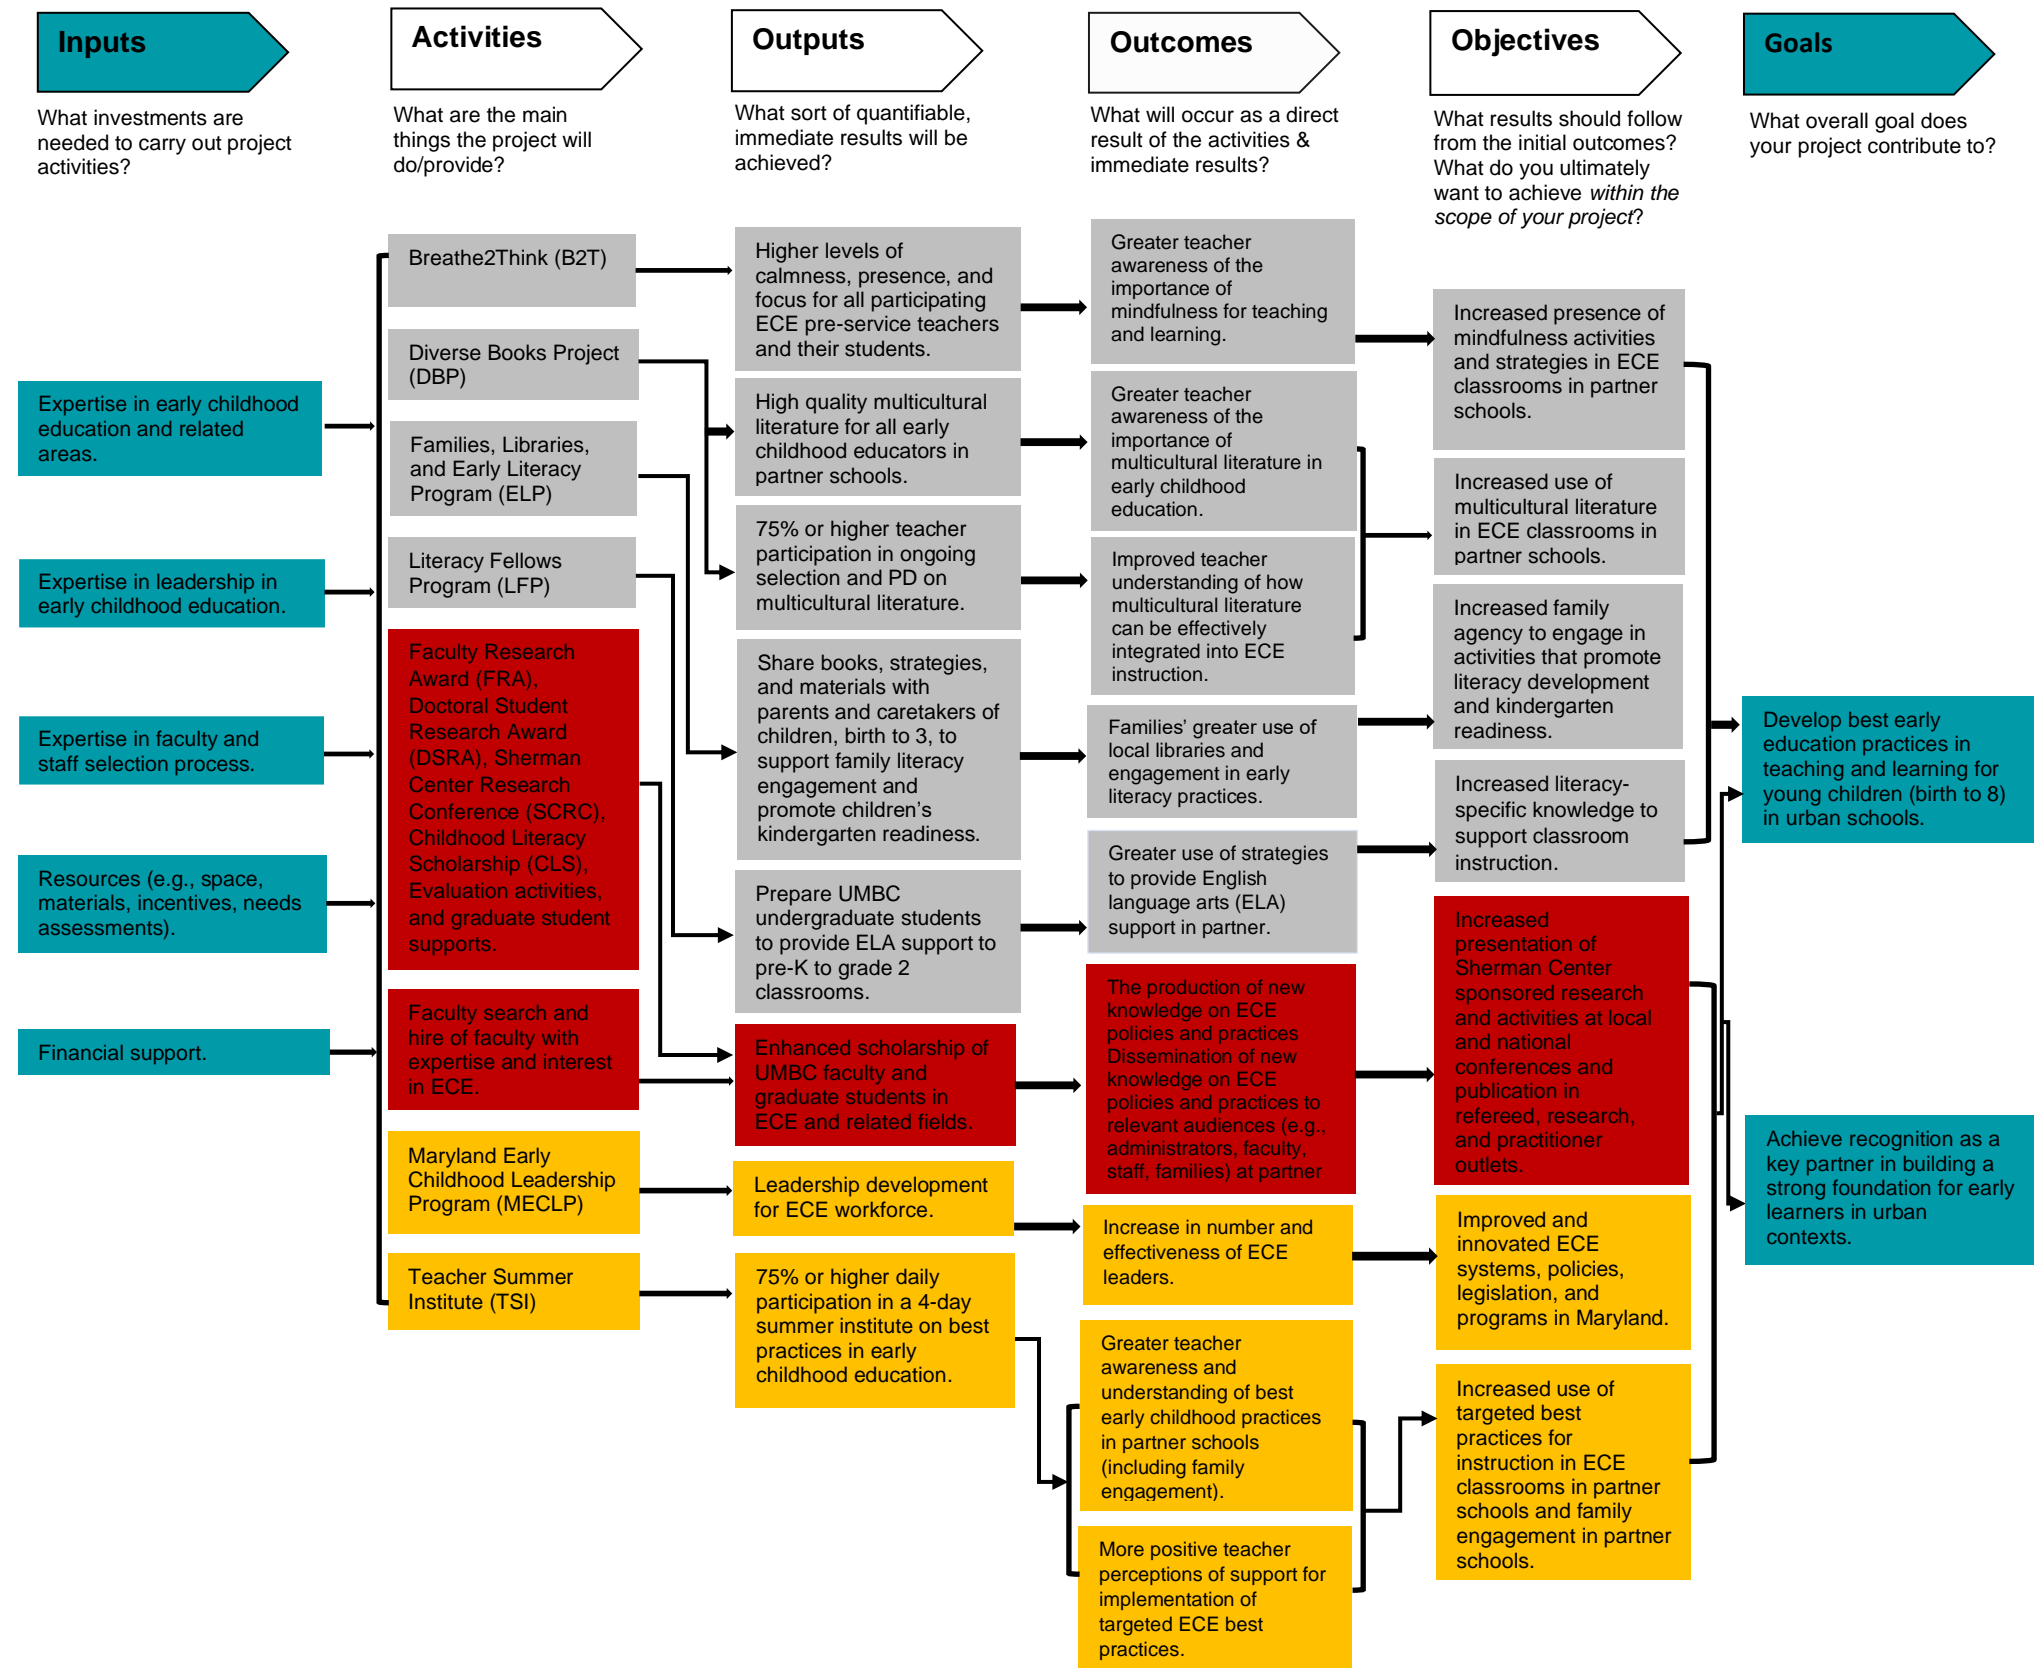 Inputs
What investments are
needed to carry out project
activities?
Expertise in early childhood
education and related
areas.
Expertise in leadership in
early childhood education.
Expertise in faculty and
staff selection process.
Resources (e.g., space,
materials, incentives, needs
assessments).
Financial support.
Activities
What are the main
things the project will
do/provide?
Breathe2Think (B2T)
Diverse Books Project
(DBP)
Families, Libraries,
and Early Literacy
Program (ELP)
Literacy Fellows
Program (LFP)
Faculty Research
Award (FRA),
Doctoral Student
Research Award
(DSRA), Sherman
Center Research
Conference (SCRC),
Childhood Literacy
Scholarship (CLS),
Evaluation activities,
and graduate student
supports.
Faculty search and
hire of faculty with
expertise and interest
in ECE.
Maryland Early
Childhood Leadership
Program (MECLP)
Teacher Summer
Institute (TSI)
Outputs
What sort of quantifiable,
immediate results will be
achieved?
Higher levels of
calmness, presence, and
focus for all participating
ECE pre-service teachers
and their students.
High quality multicultural
literature for all early
childhood educators in
partner schools.
75% or higher teacher
participation in ongoing
selection and PD on
multicultural literature.
Share books, strategies,
and materials with
parents and caretakers of
children, birth to 3, to
support family literacy
engagement and
promote children’s
kindergarten readiness.
Prepare UMBC
undergraduate students
to provide ELA support to
pre-K to grade 2
classrooms.
Enhanced scholarship of
UMBC faculty and
graduate students in
ECE and related fields.
Leadership development
for ECE workforce.
75% or higher daily
participation in a 4-day
summer institute on best
practices in early
childhood education.
Outcomes
What will occur as a direct
result of the activities &
immediate results?
Greater teacher
awareness of the
importance of
mindfulness for teaching
and learning.
Greater teacher
awareness of the
importance of
multicultural literature in
early childhood
education.
Improved teacher
understanding of how
multicultural literature
can be effectively
integrated into ECE
instruction.
Families’ greater use of
local libraries and
engagement in early
literacy practices.
Greater use of strategies
to provide English
language arts (ELA)
support in partner.
The production of new
knowledge on ECE
policies and practices
Dissemination of new
knowledge on ECE
policies and practices to
relevant audiences (e.g.,
administrators, faculty,
staff, families) at partner
Increase in number and
effectiveness of ECE
leaders.
Greater teacher
awareness and
understanding of best
early childhood practices
in partner schools
(including family
engagement).
More positive teacher
perceptions of support for
implementation of
targeted ECE best
practices.
Objectives
What results should follow
from the initial outcomes?
What do you ultimately
want to achieve within the
scope of your project?
Increased presence of
mindfulness activities
and strategies in ECE
classrooms in partner
schools.
Increased use of
multicultural literature
in ECE classrooms in
partner schools.
Increased family
agency to engage in
activities that promote
literacy development
and kindergarten
readiness.
Increased literacy-
specific knowledge to
support classroom
instruction.
Increased
presentation of
Sherman Center
sponsored research
and activities at local
and national
conferences and
publication in
refereed, research,
and practitioner
outlets.
Improved and
innovated ECE
systems, policies,
legislation, and
programs in Maryland.
Increased use of
targeted best
practices for
instruction in ECE
classrooms in partner
schools and family
engagement in partner
schools.
Goals
What overall goal does
your project contribute to?
Develop best early
education practices in
teaching and learning for
young children (birth to 8)
in urban schools.
Achieve recognition as a
key partner in building a
strong foundation for early
learners in urban
contexts.